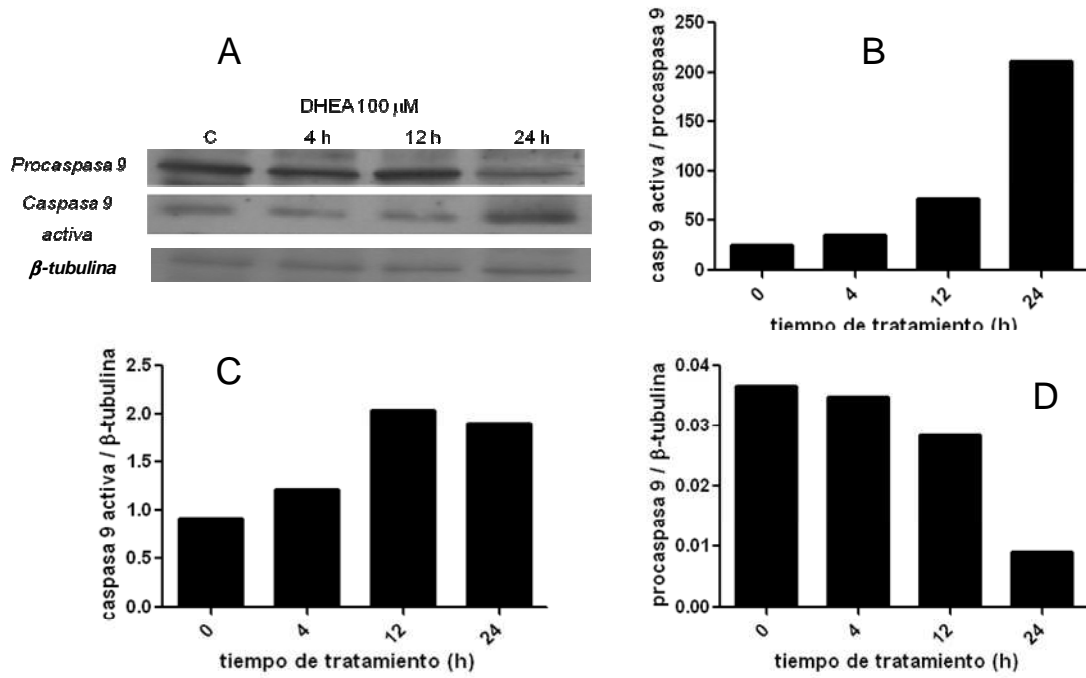 A
DHEA 100 µM
C 4 h 12 h 24 h
Procaspasa 9
Caspasa 9
activa
β-tubulina
B
casp 9 activa / procaspasa 9
250
200
150
100
50
0
0 4 12 24
tiempo de tratamiento (h)
C
caspasa 9 activa / β-tubulina
2.5
2.0
1.5
1.0
0.5
0.0
0 4 12 24
tiempo de tratamiento (h)
D
procaspasa 9 / β-tubulina
0.04
0.03
0.02
0.01
0.00
0 4 12 24
tiempo de tratamiento (h)